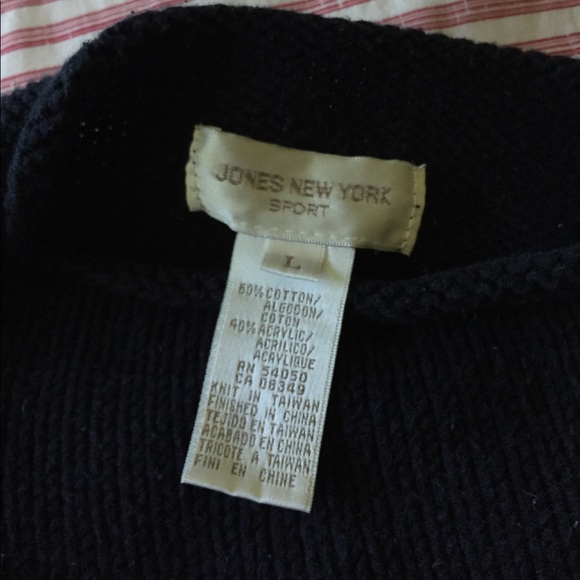 JONES NEW YORK
SPORT
L
60% COTTON/
ALGODON/
COTON
40% ACRYLIC/
ACRILICO/
ACRYLIQUE
RN 54050
CA 08349
KNIT IN TAIWAN
FINISHED IN CHINA
TEJIDO EN TAIWAN
ACABADO EN CHINA
TRICOTE A TAIWAN
FINI EN CHINE